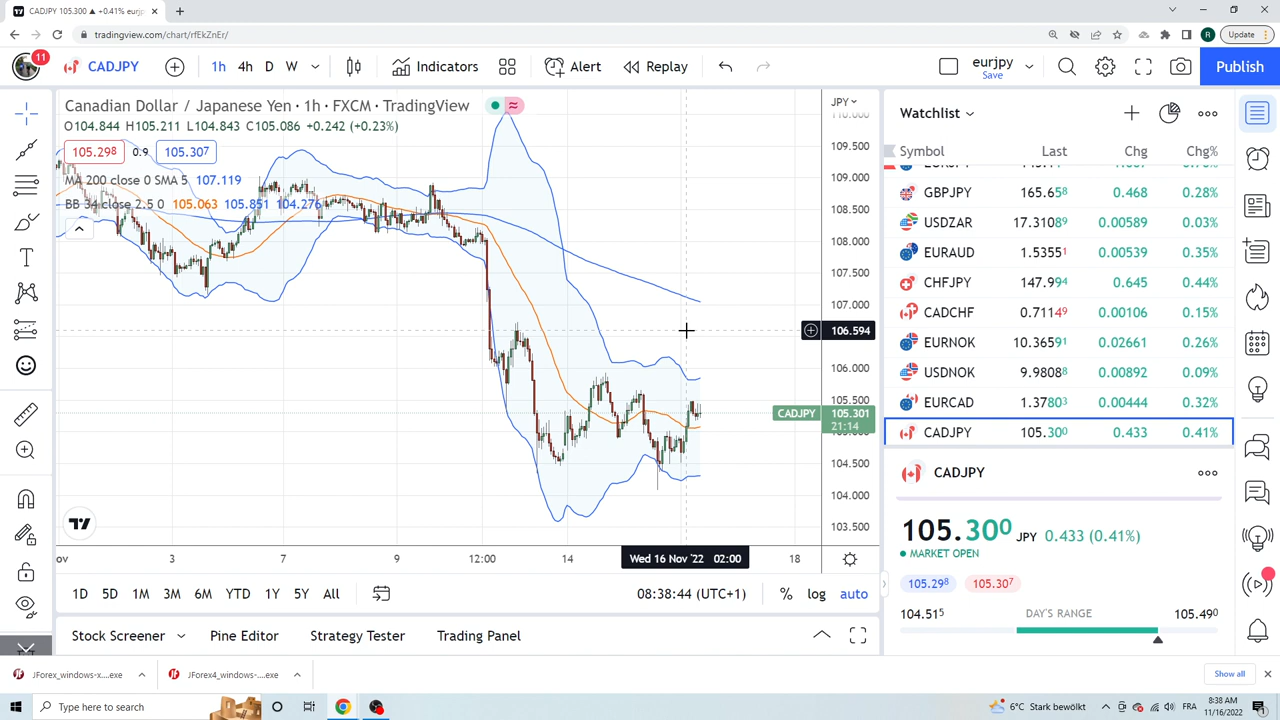 CADJPY 105.300 ▲ +0.41% eurjp
tradingview.com/chart/rfEkZnEr/
R
Update
11
CADJPY
1h 4h D W
Indicators
Alert
Replay
eurjpy
Save
Publish
Canadian Dollar / Japanese Yen · 1h · FXCM · TradingView
O104.844 H105.211 L104.843 C105.086 +0.242 (+0.23%)
105.298 0.9 105.307
MA 200 close 0 SMA 5 107.119
BB 34 close 2.5 0 105.063 105.851 104.276
JPY
110.000
109.500
109.000
108.500
108.000
107.500
107.000
106.594
106.000
105.500
CADJPY 105.301
21:14
104.500
104.000
103.500
ov 3 7 9 12:00 14 Wed 16 Nov '22 02:00 18
1D 5D 1M 3M 6M YTD 1Y 5Y All
08:38:44 (UTC+1)
% log auto
Stock Screener Pine Editor Strategy Tester Trading Panel
Watchlist
Symbol Last Chg Chg%
GBPJPY 165.658 0.468 0.28%
USDZAR 17.31089 0.00589 0.03%
EURAUD 1.53551 0.00539 0.35%
CHFJPY 147.994 0.645 0.44%
CADCHF 0.71149 0.00106 0.15%
EURNOK 10.36591 0.02661 0.26%
USDNOK 9.98088 0.00892 0.09%
EURCAD 1.37803 0.00444 0.32%
CADJPY 105.300 0.433 0.41%
CADJPY
105.300 JPY 0.433 (0.41%)
MARKET OPEN
105.298 105.307
104.515 DAY'S RANGE 105.490
JForex_windows-x....exe
JForex4_windows-....exe
Show all
Type here to search
6°C Stark bewölkt
FRA
8:38 AM
11/16/2022